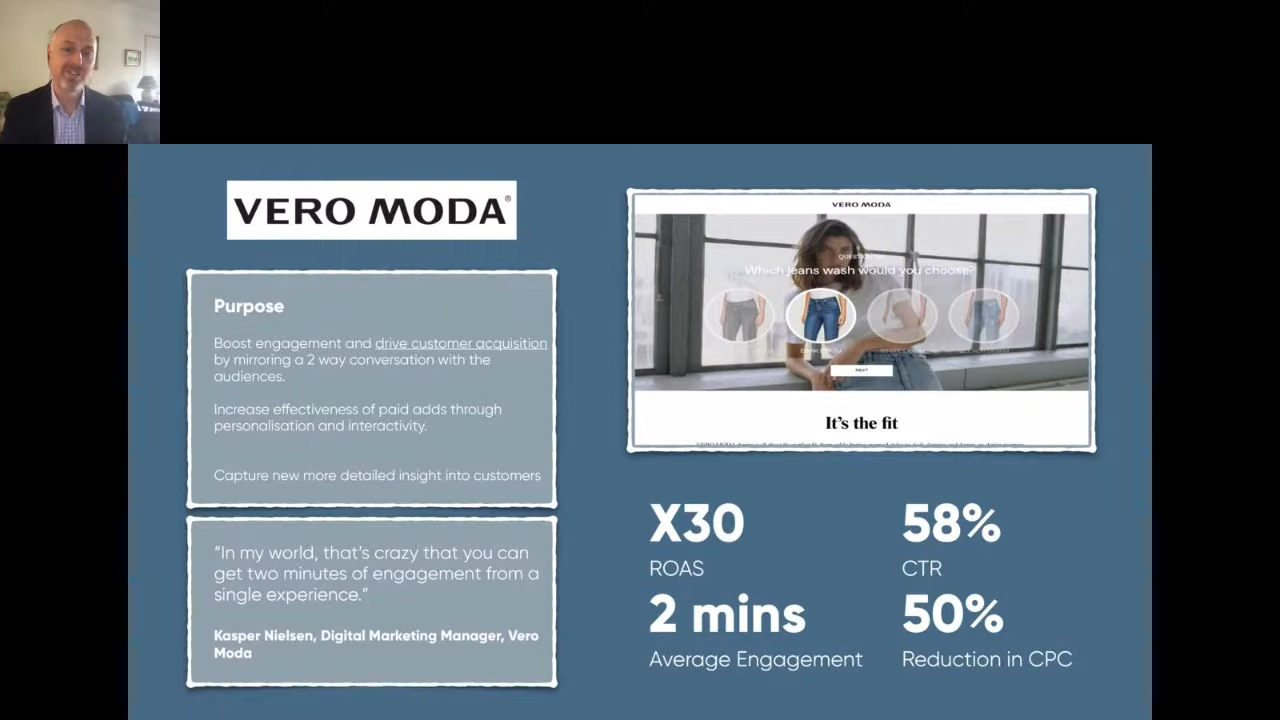 VERO MODA®
Purpose
Boost engagement and drive customer acquisition
by mirroring a 2 way conversation with the
audiences.
Increase effectiveness of paid adds through
personalisation and interactivity.
Capture new more detailed insight into customers
“In my world, that’s crazy that you can
get two minutes of engagement from a
single experience.”
Kasper Nielsen, Digital Marketing Manager, Vero
Moda
VERO MODA
Which jeans wash would you choose?
NEXT
It’s the fit
X30
ROAS
58%
CTR
2 mins
Average Engagement
50%
Reduction in CPC